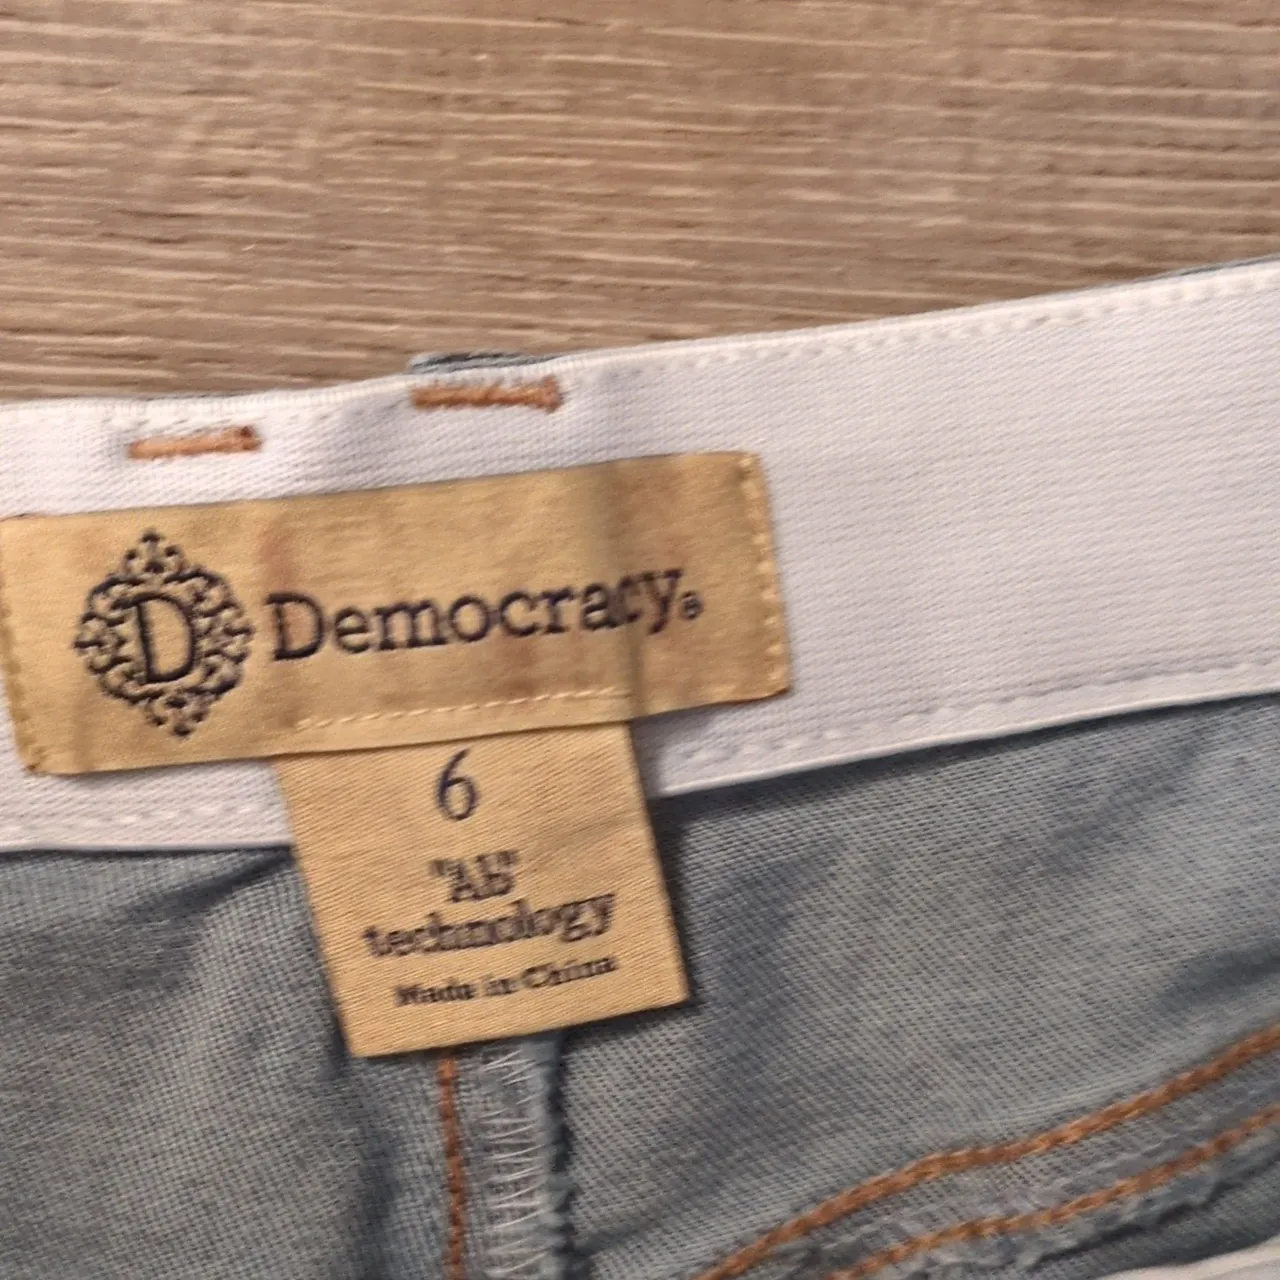 D Democracy®
6
"Ab"
technology
Made in China